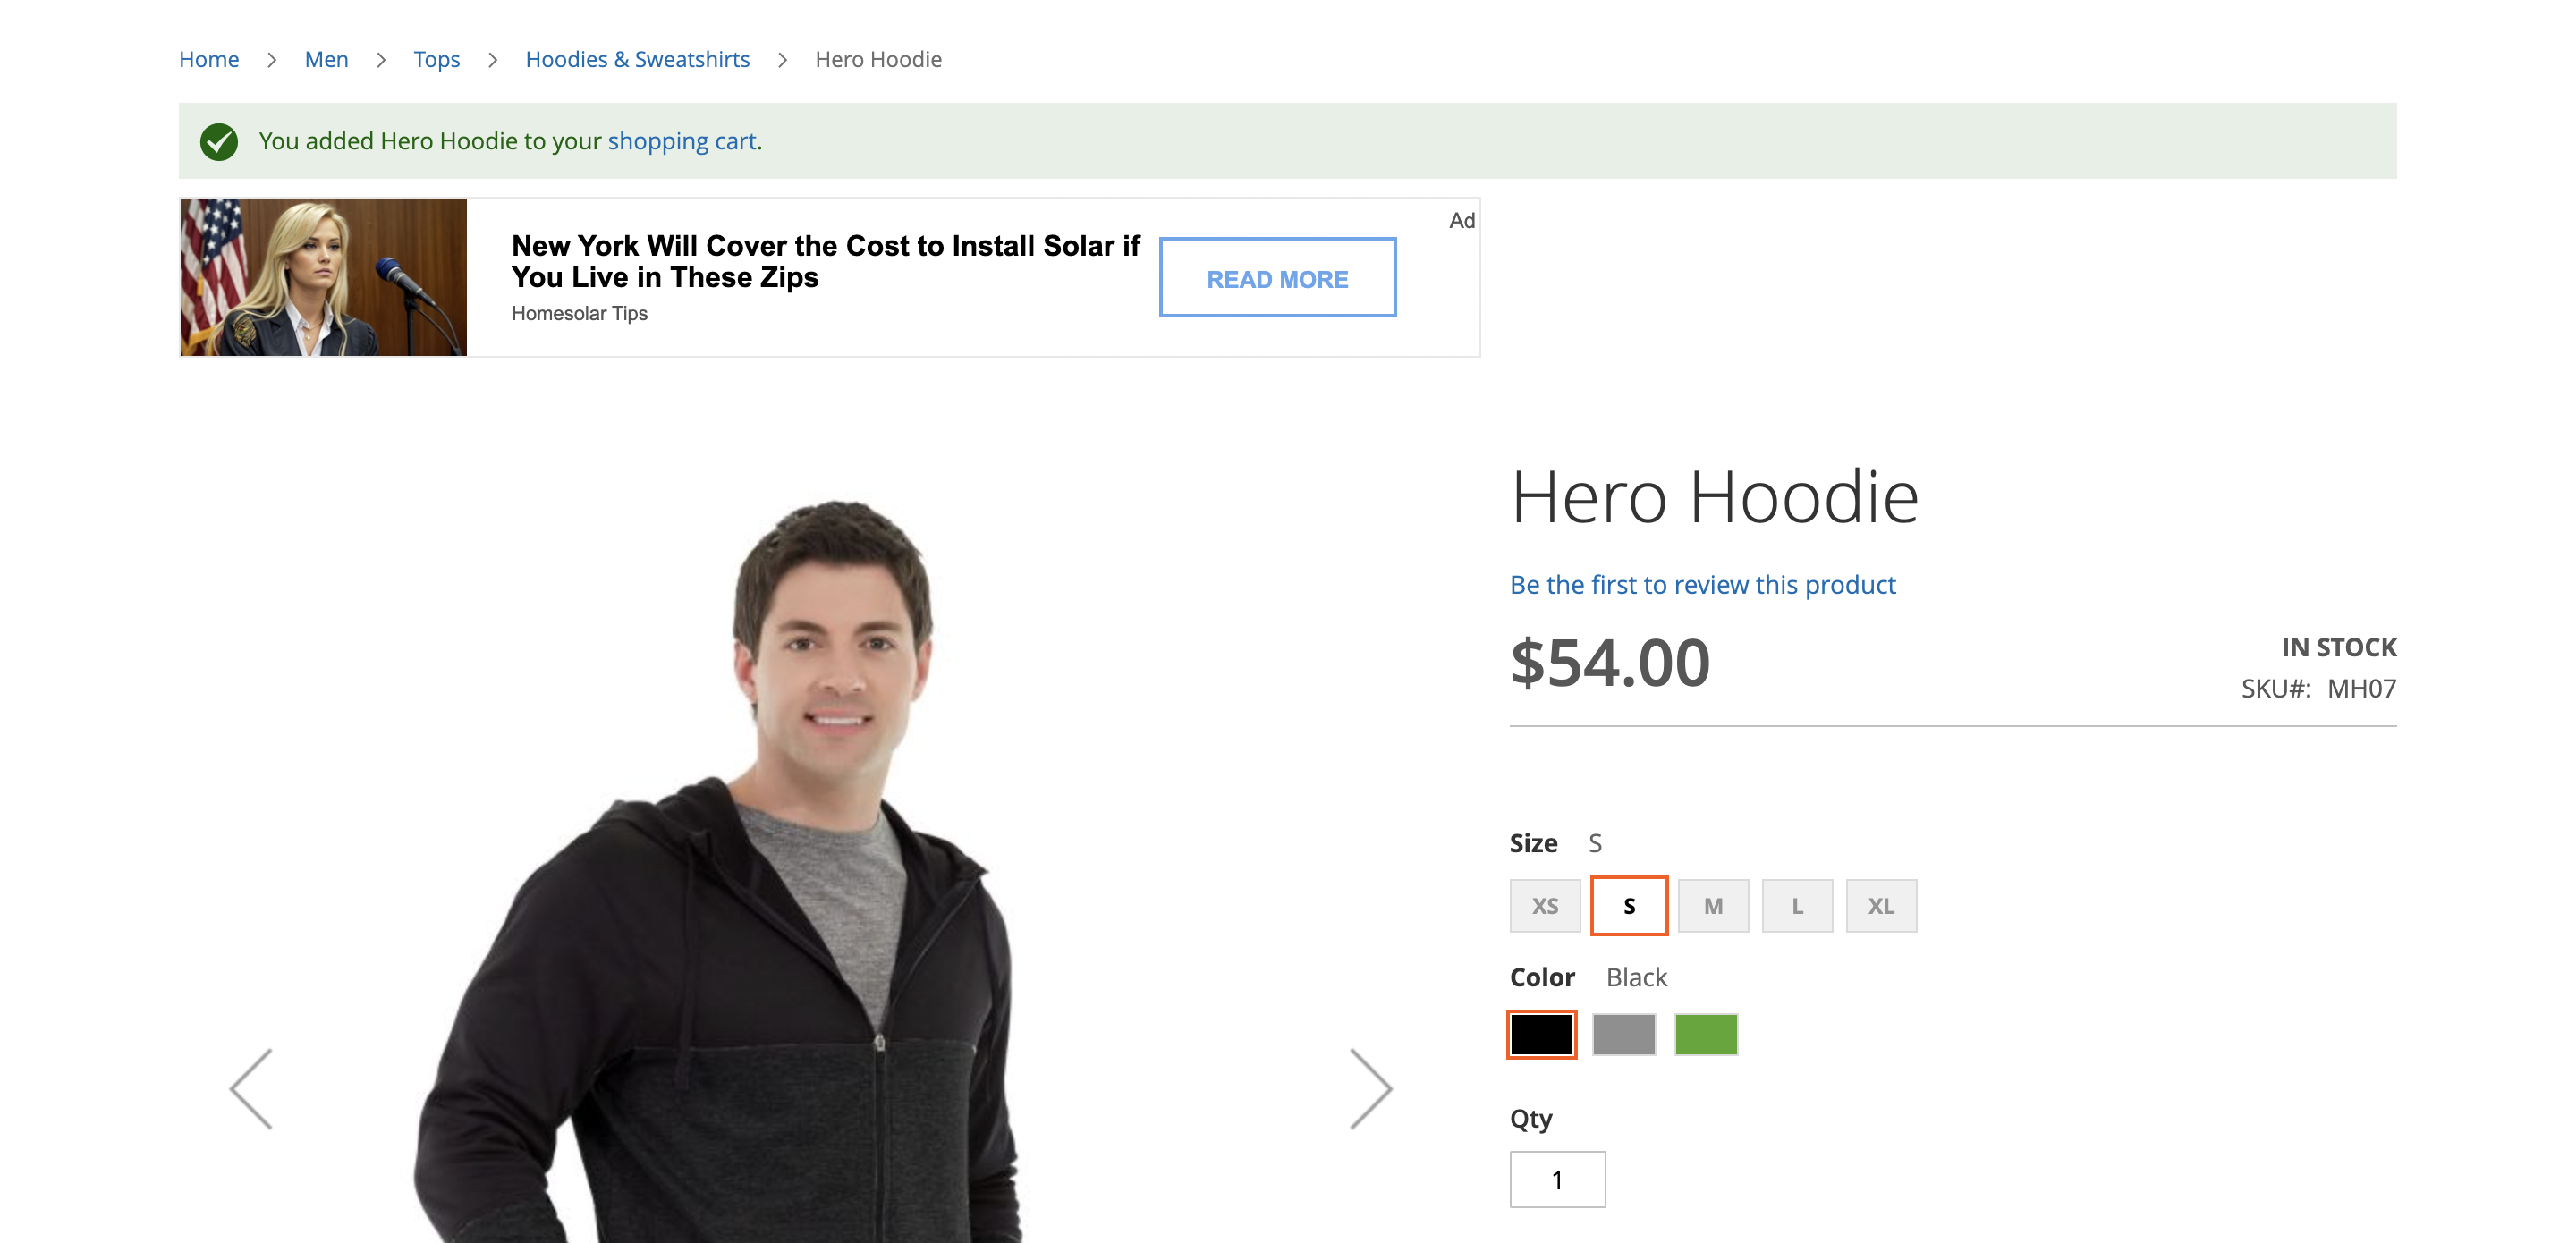 Home > Men > Tops > Hoodies & Sweatshirts > Hero Hoodie
You added Hero Hoodie to your shopping cart.
Ad
New York Will Cover the Cost to Install Solar if
You Live in These Zips
Homesolar Tips
READ MORE
Hero Hoodie
Be the first to review this product
$54.00
IN STOCK
SKU#: MH07
Size S
XS S M L XL
Color Black
Qty
1